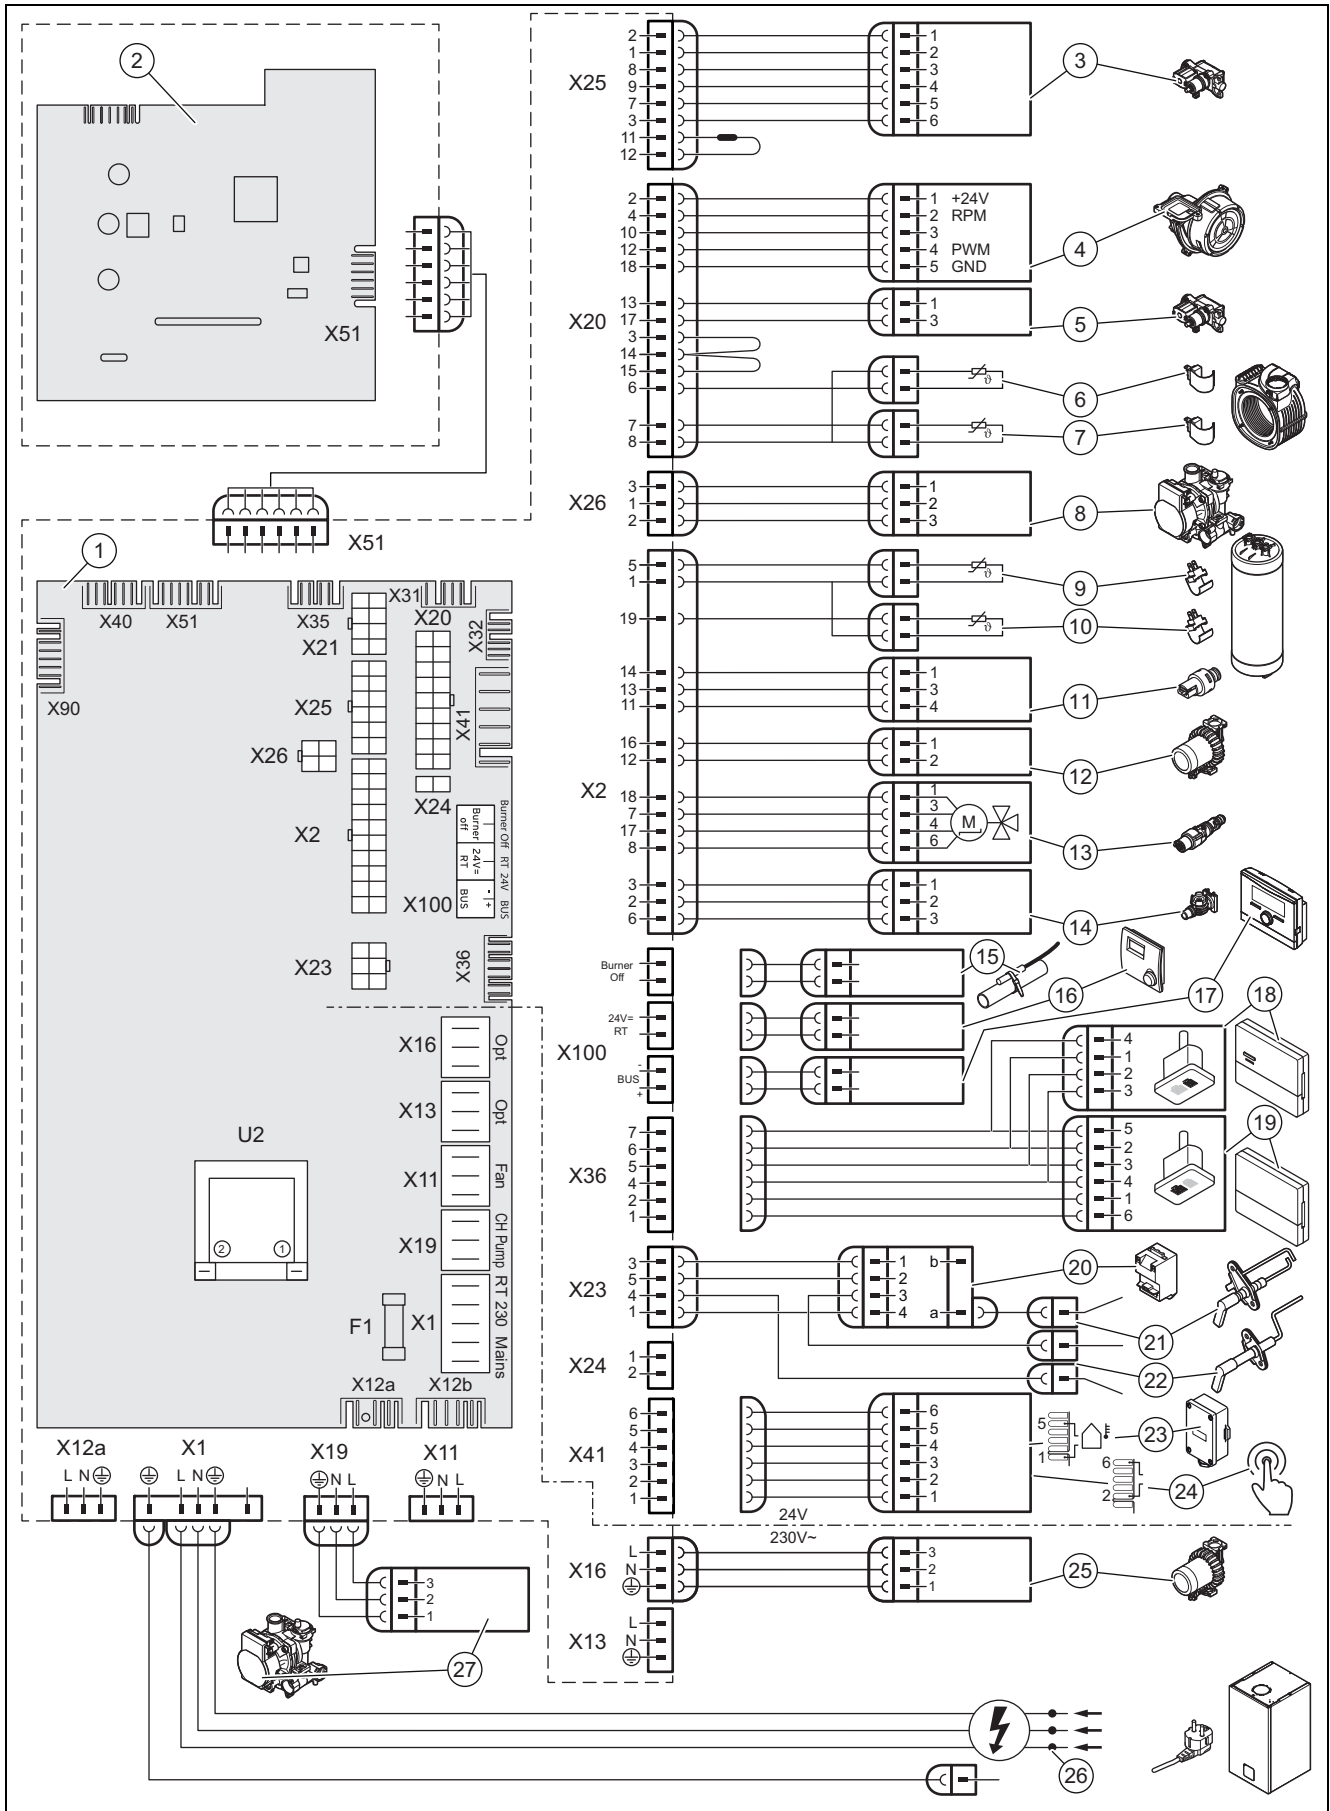 2
X51
X51
1
X40
X51
X35
X31
X21
X20
X32
X90
X25
X41
X26
X24
X2
Burner off
24V=
RT
BUS
- +
Burner Off RT 24V BUS
X100
X23
X36
X16
Opt
X13
Opt
U2
X11
Fan
X19
CH Pump
2
1
F1
X1
RT 230
Mains
X12a
X12b
X12a
L N
X1
L N
X19
N L
X11
N L
3
2
1
27
X25
2
1
8
9
7
3
11
12
1
2
3
4
5
6
3
X20
2
4
10
12
18
13
17
3
14
15
6
7
8
1 +24V
2 RPM
3
4 PWM
5 GND
4
1
3
5
ϑ
6
ϑ
7
X26
3
1
2
1
2
3
8
X2
5
1
19
14
13
11
16
12
18
7
17
8
3
2
6
ϑ
9
ϑ
10
1
3
4
11
1
2
12
1
3
4
6
M
13
1
2
3
14
X100
Burner
Off
24V=
RT
-
BUS
+
15
16
17
4
1
2
3
18
X36
7
6
5
4
2
1
5
2
3
4
1
6
19
X23
3
5
4
1
1
2
3
4
b
a
20
21
X24
1
2
22
X41
6
5
4
3
2
1
6
5
4
3
2
1
5
1
23
6
2
24
24V
230V~
X16
L
N
3
2
1
25
X13
L
N
26